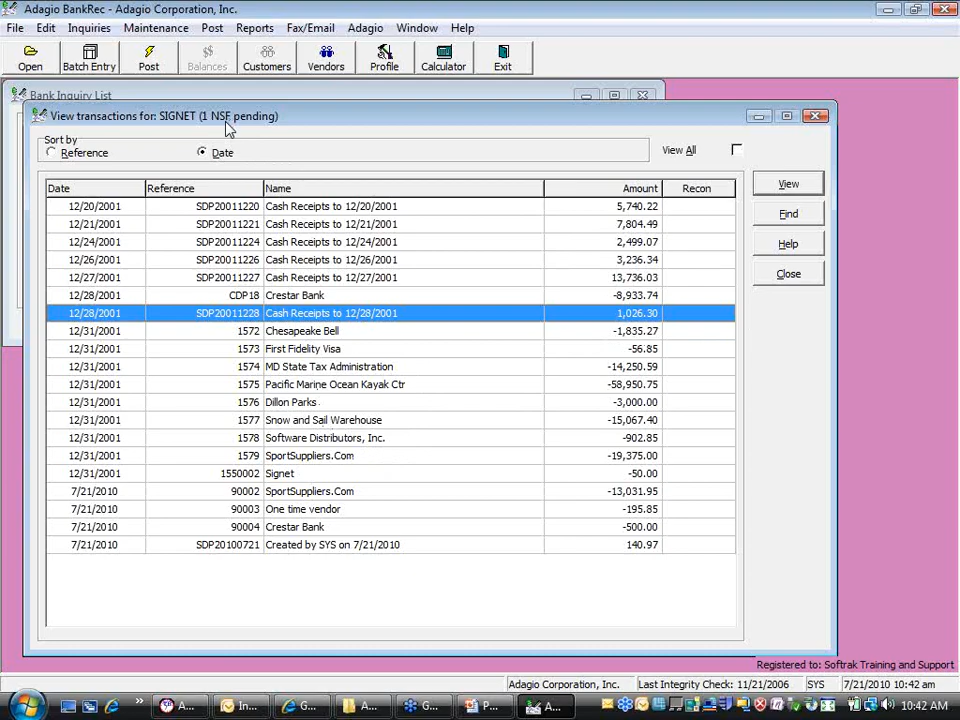 Adagio BankRec - Adagio Corporation, Inc.
File Edit Inquiries Maintenance Post Reports Fax/Email Adagio Window Help
Open Batch Entry Post Balances Customers Vendors Profile Calculator Exit
Bank Inquiry List
View transactions for: SIGNET (1 NSF pending)
Sort by
Reference Date View All
Date Reference Name Amount Recon
12/20/2001 SDP20011220 Cash Receipts to 12/20/2001 5,740.22
12/21/2001 SDP20011221 Cash Receipts to 12/21/2001 7,804.49
12/24/2001 SDP20011224 Cash Receipts to 12/24/2001 2,499.07
12/26/2001 SDP20011226 Cash Receipts to 12/26/2001 3,236.34
12/27/2001 SDP20011227 Cash Receipts to 12/27/2001 13,736.03
12/28/2001 CDP18 Crestar Bank -8,933.74
12/28/2001 SDP20011228 Cash Receipts to 12/28/2001 1,026.30
12/31/2001 1572 Chesapeake Bell -1,835.27
12/31/2001 1573 First Fidelity Visa -56.85
12/31/2001 1574 MD State Tax Administration -14,250.59
12/31/2001 1575 Pacific Marine Ocean Kayak Ctr -58,950.75
12/31/2001 1576 Dillon Parks -3,000.00
12/31/2001 1577 Snow and Sail Warehouse -15,067.40
12/31/2001 1578 Software Distributors, Inc. -902.85
12/31/2001 1579 SportSuppliers.Com -19,375.00
12/31/2001 1550002 Signet -50.00
7/21/2010 90002 SportSuppliers.Com -13,031.95
7/21/2010 90003 One time vendor -195.85
7/21/2010 90004 Crestar Bank -500.00
7/21/2010 SDP20100721 Created by SYS on 7/21/2010 140.97
View
Find
Help
Close
Registered to: Softrak Training and Support
Adagio Corporation, Inc. Last Integrity Check: 11/21/2006 SYS 7/21/2010 10:42 am
A... In... G... A... G... P... A... 10:42 AM